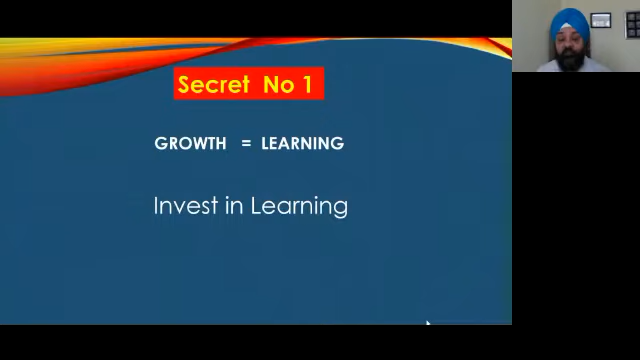 Secret No 1
GROWTH = LEARNING
Invest in Learning